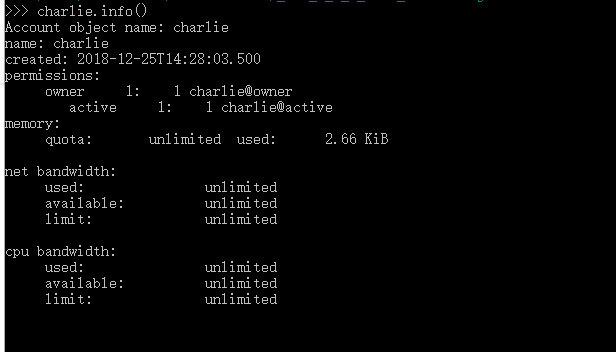 >>> charlie.info()
Account object name: charlie
name: charlie
created: 2018-12-25T14:28:03.500
permissions:
     owner     1:    1 charlie@owner
        active     1:    1 charlie@active
memory:
     quota:        unlimited  used:      2.66 KiB

net bandwidth:
     used:               unlimited
     available:          unlimited
     limit:              unlimited

cpu bandwidth:
     used:               unlimited
     available:          unlimited
     limit:              unlimited